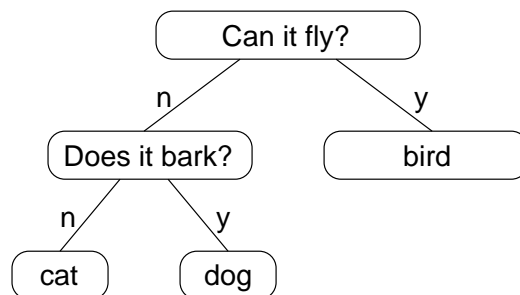 Can it fly?
n
y
Does it bark?
bird
n
y
cat
dog